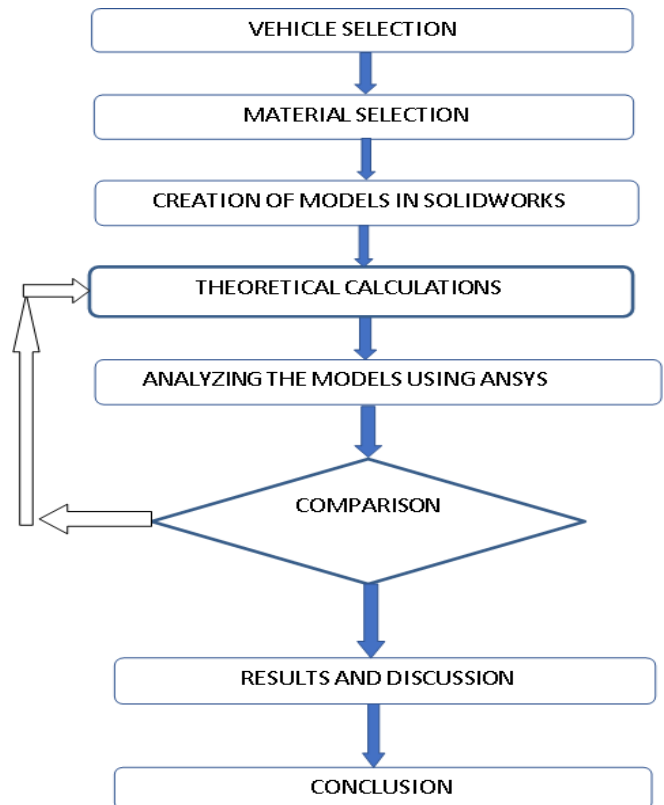 VEHICLE SELECTION
MATERIAL SELECTION
CREATION OF MODELS IN SOLIDWORKS
THEORETICAL CALCULATIONS
ANALYZING THE MODELS USING ANSYS
COMPARISON
RESULTS AND DISCUSSION
CONCLUSION